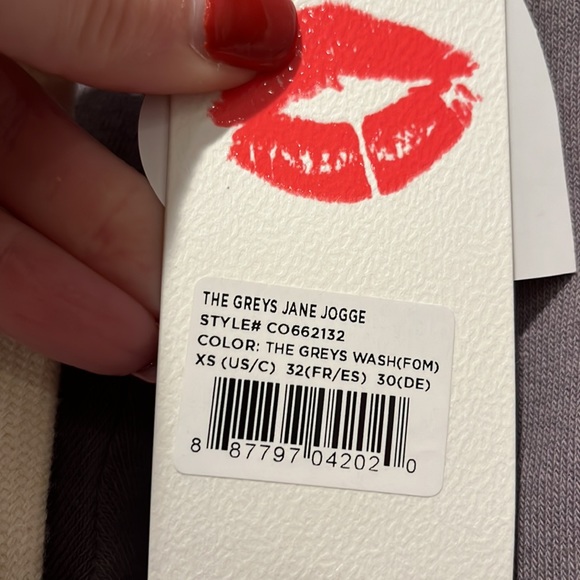 THE GREYS JANE JOGGE
STYLE# CO662132
COLOR: THE GREYS WASH(F0M)
XS (US/C) 32(FR/ES) 30(DE)
8 87797 04202 0